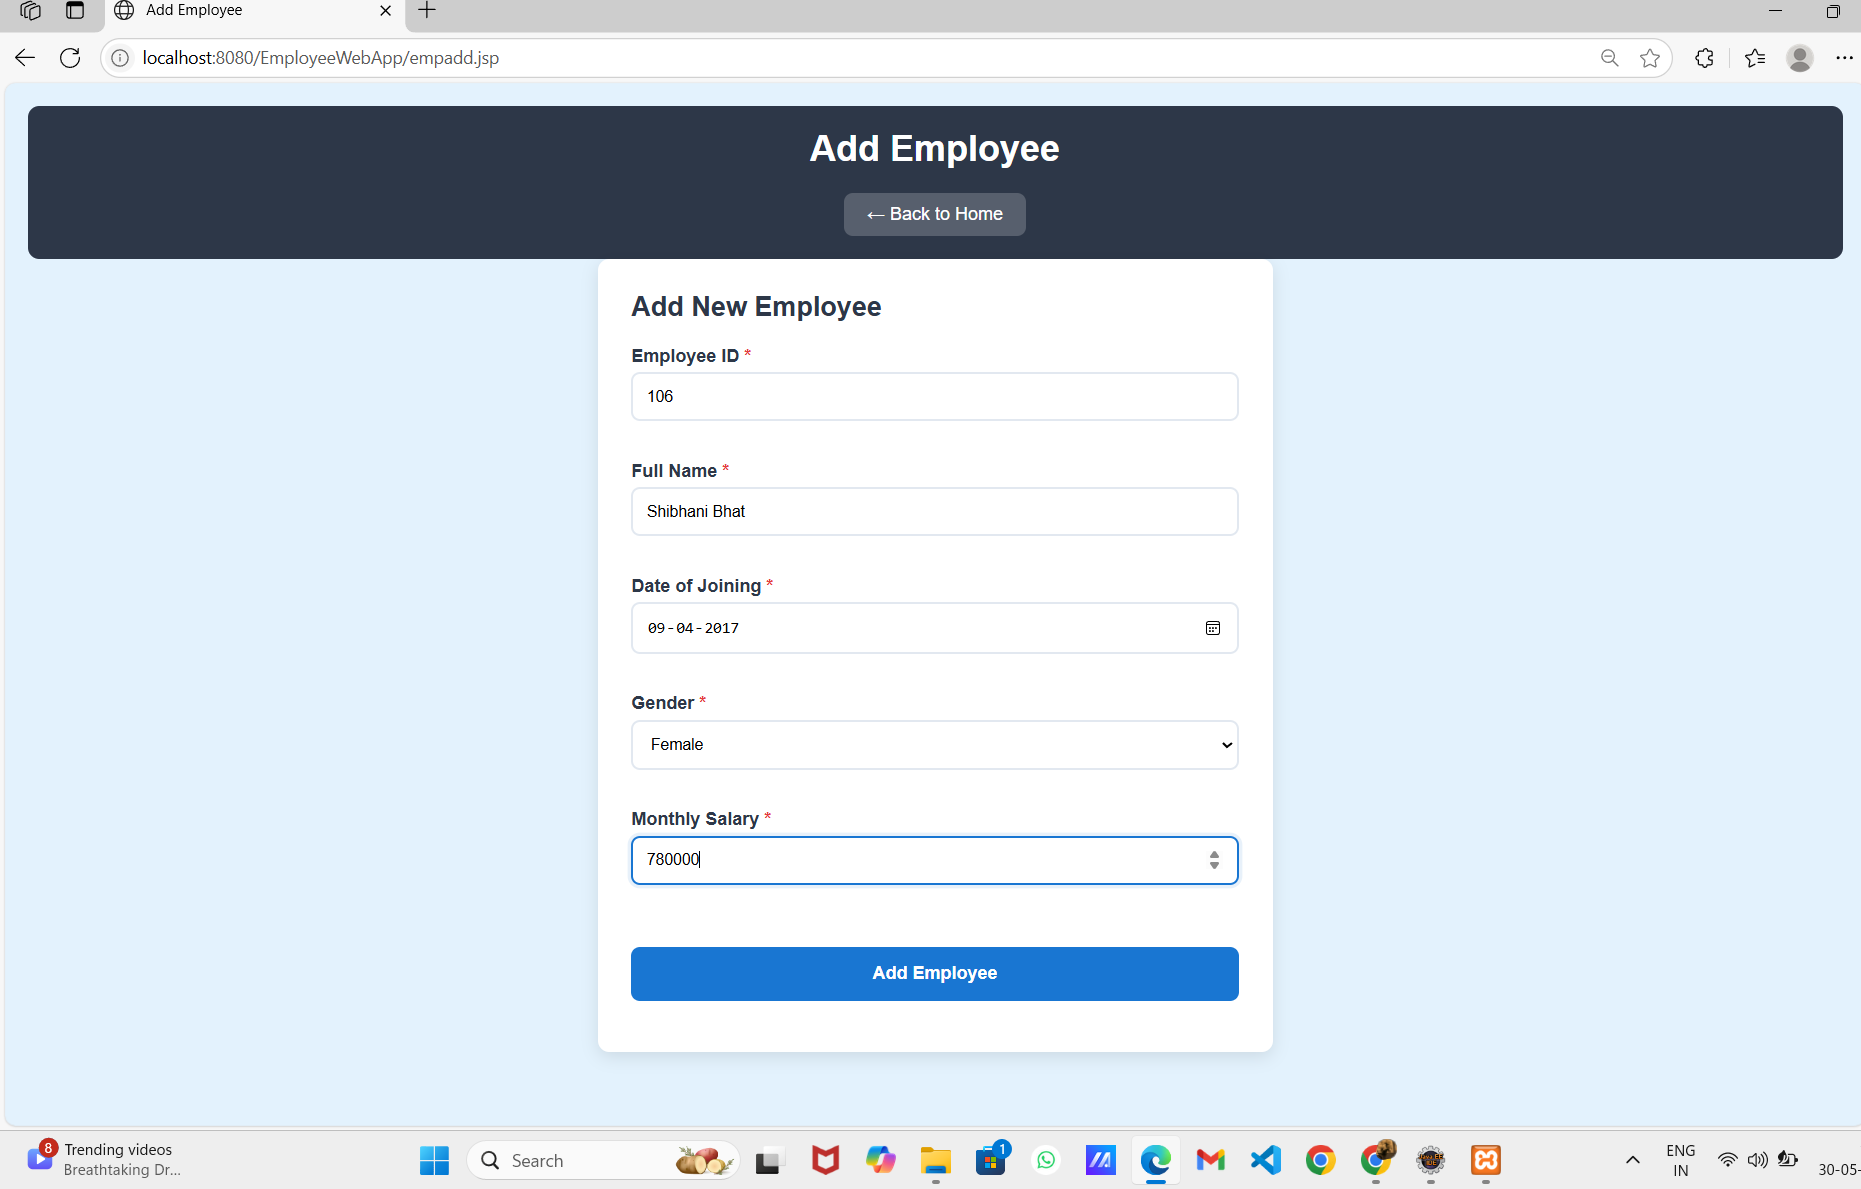 Add Employee
localhost:8080/EmployeeWebApp/empadd.jsp
Add Employee
← Back to Home
Add New Employee
Employee ID *
106
Full Name *
Shibhani Bhat
Date of Joining *
09-04-2017
Gender *
Female
Monthly Salary *
780000
Add Employee
8
Trending videos
Breathtaking Dr...
Search
1
ENG
IN
30-05-